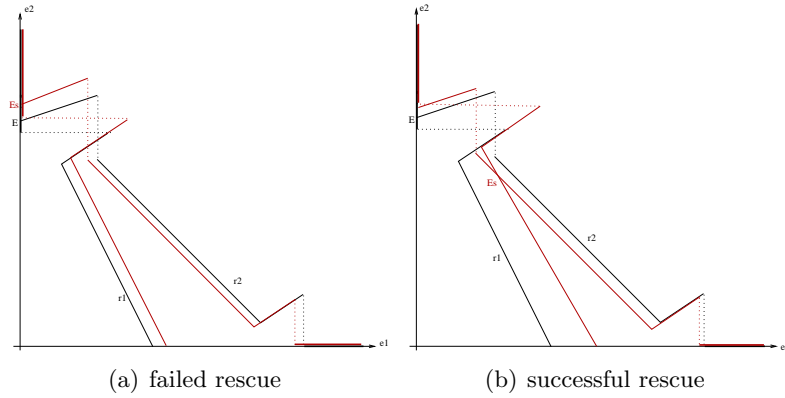 e2
Es
E
r1
r2
e1
(a) failed rescue
e2
E
Es
r1
r2
e
(b) successful rescue